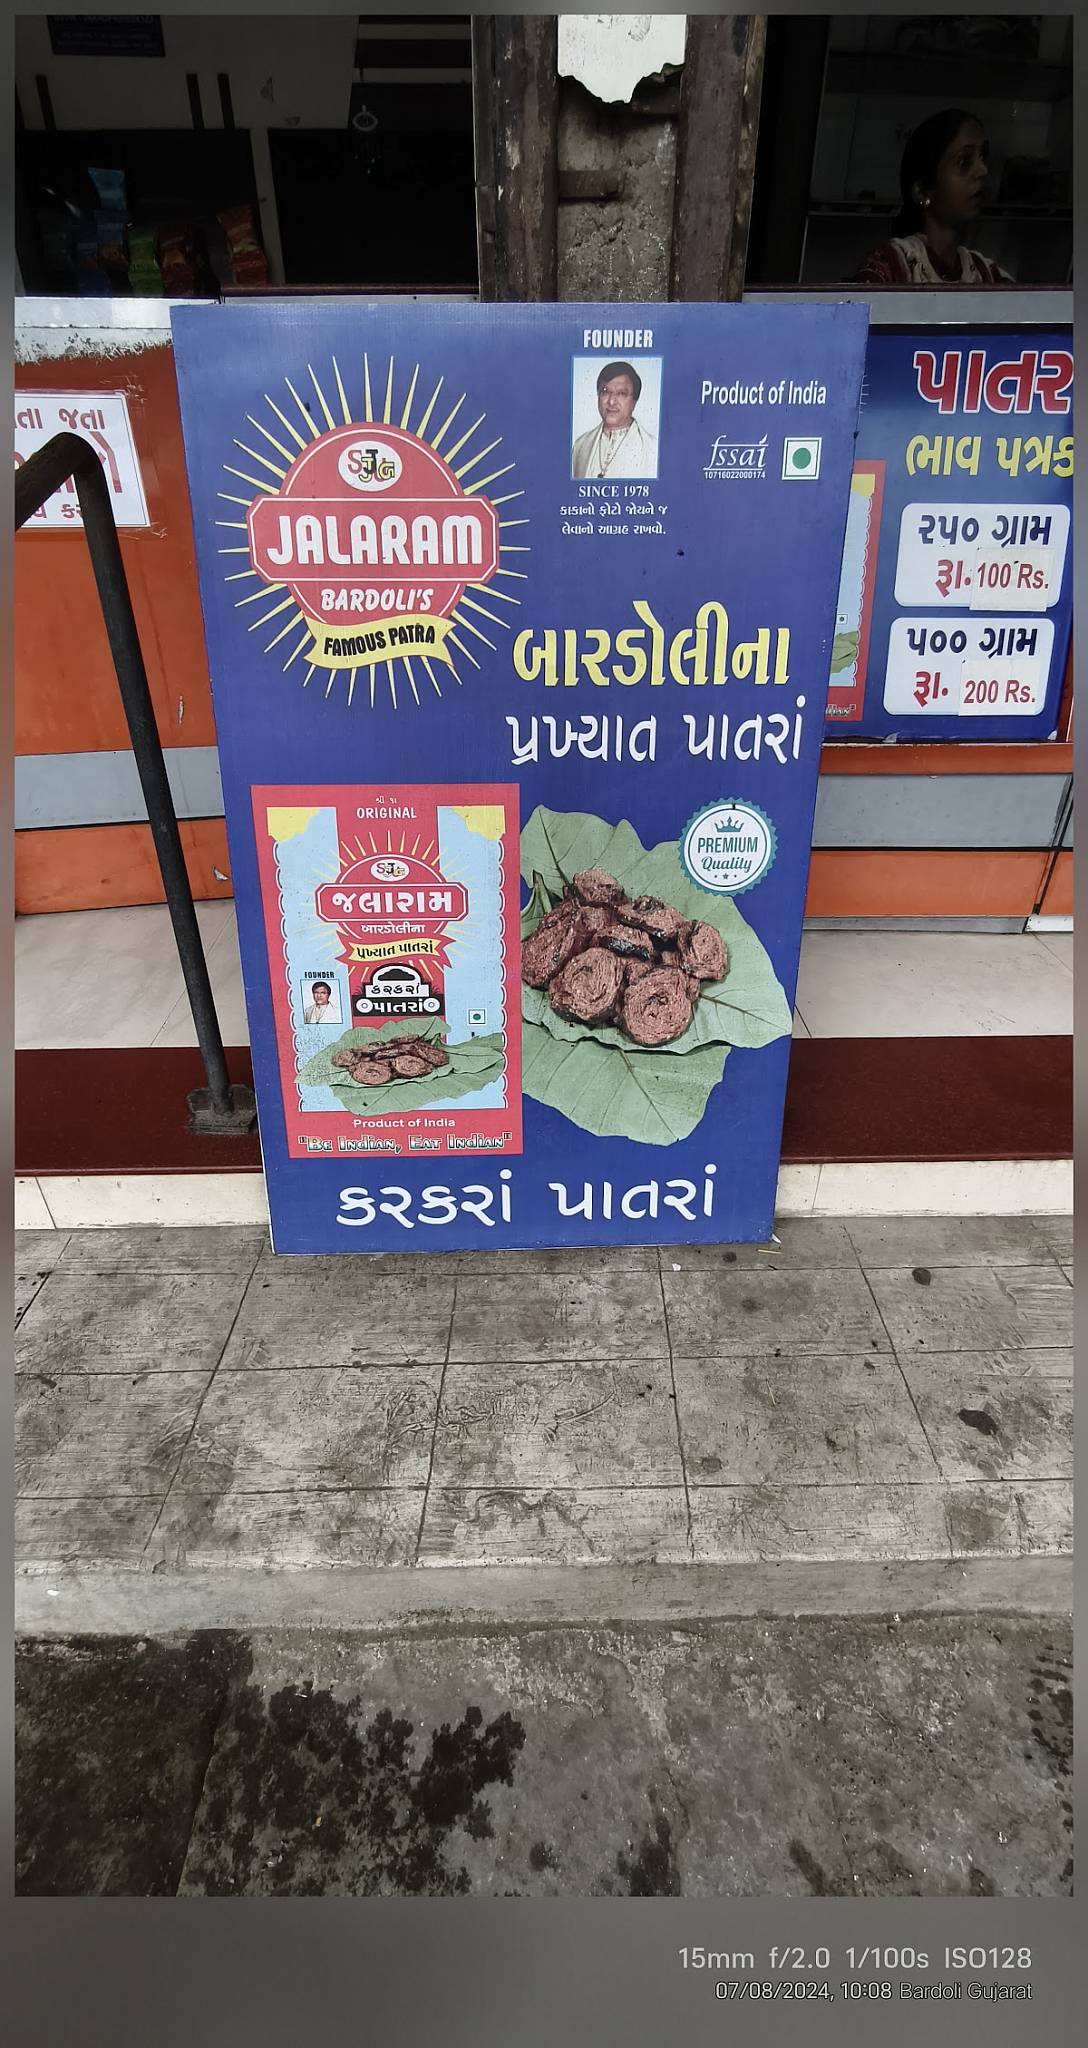 FOUNDER
SINCE 1978
કાકાનો ફોટો જોયને જ
લેવાનો આગ્રહ રાખવો.
Product of India
fssai
10716022000174
JALARAM
BARDOLI'S
FAMOUS PATRA
બારડોલીના
પ્રખ્યાત પાતરાં
PREMIUM
Quality
ORIGINAL
જલારામ
બારડોલીના
પ્રખ્યાત પાતરાં
FOUNDER
કરકરાં
પાતરાં
Product of India
"BE INDIAN, EAT INDIAN"
કરકરાં પાતરાં
જતા
પાતર
ભાવ પત્રક
૨૫૦ ગ્રામ
રૂા. 100 Rs.
૫૦૦ ગ્રામ
રૂા. 200 Rs.
15mm f/2.0 1/100s ISO128
07/08/2024, 10:08 Bardoli Gujarat